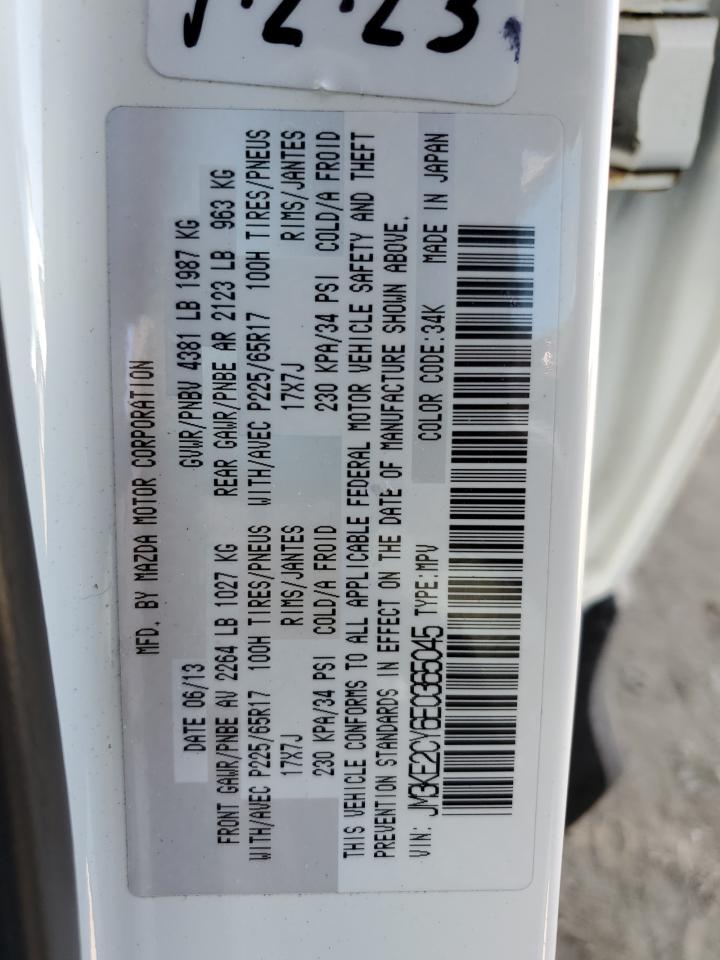 MFD. BY MAZDA MOTOR CORPORATION
DATE 06/13 GVWR/PNBV 4381 LB 1987 KG
FRONT GAWR/PNBE AV 2264 LB 1027 KG REAR GAWR/PNBE AR 2123 LB 963 KG
WITH/AVEC P225/65R17 100H TIRES/PNEUS WITH/AVEC P225/65R17 100H TIRES/PNEUS
17X7J RIMS/JANTES 17X7J RIMS/JANTES
230 KPA/34 PSI COLD/A FROID 230 KPA/34 PSI COLD/A FROID
THIS VEHICLE CONFORMS TO ALL APPLICABLE FEDERAL MOTOR VEHICLE SAFETY AND THEFT
PREVENTION STANDARDS IN EFFECT ON THE DATE OF MANUFACTURE SHOWN ABOVE.
VIN: JM3KE2CY6E0365045 TYPE:MPV COLOR CODE:34K MADE IN JAPAN